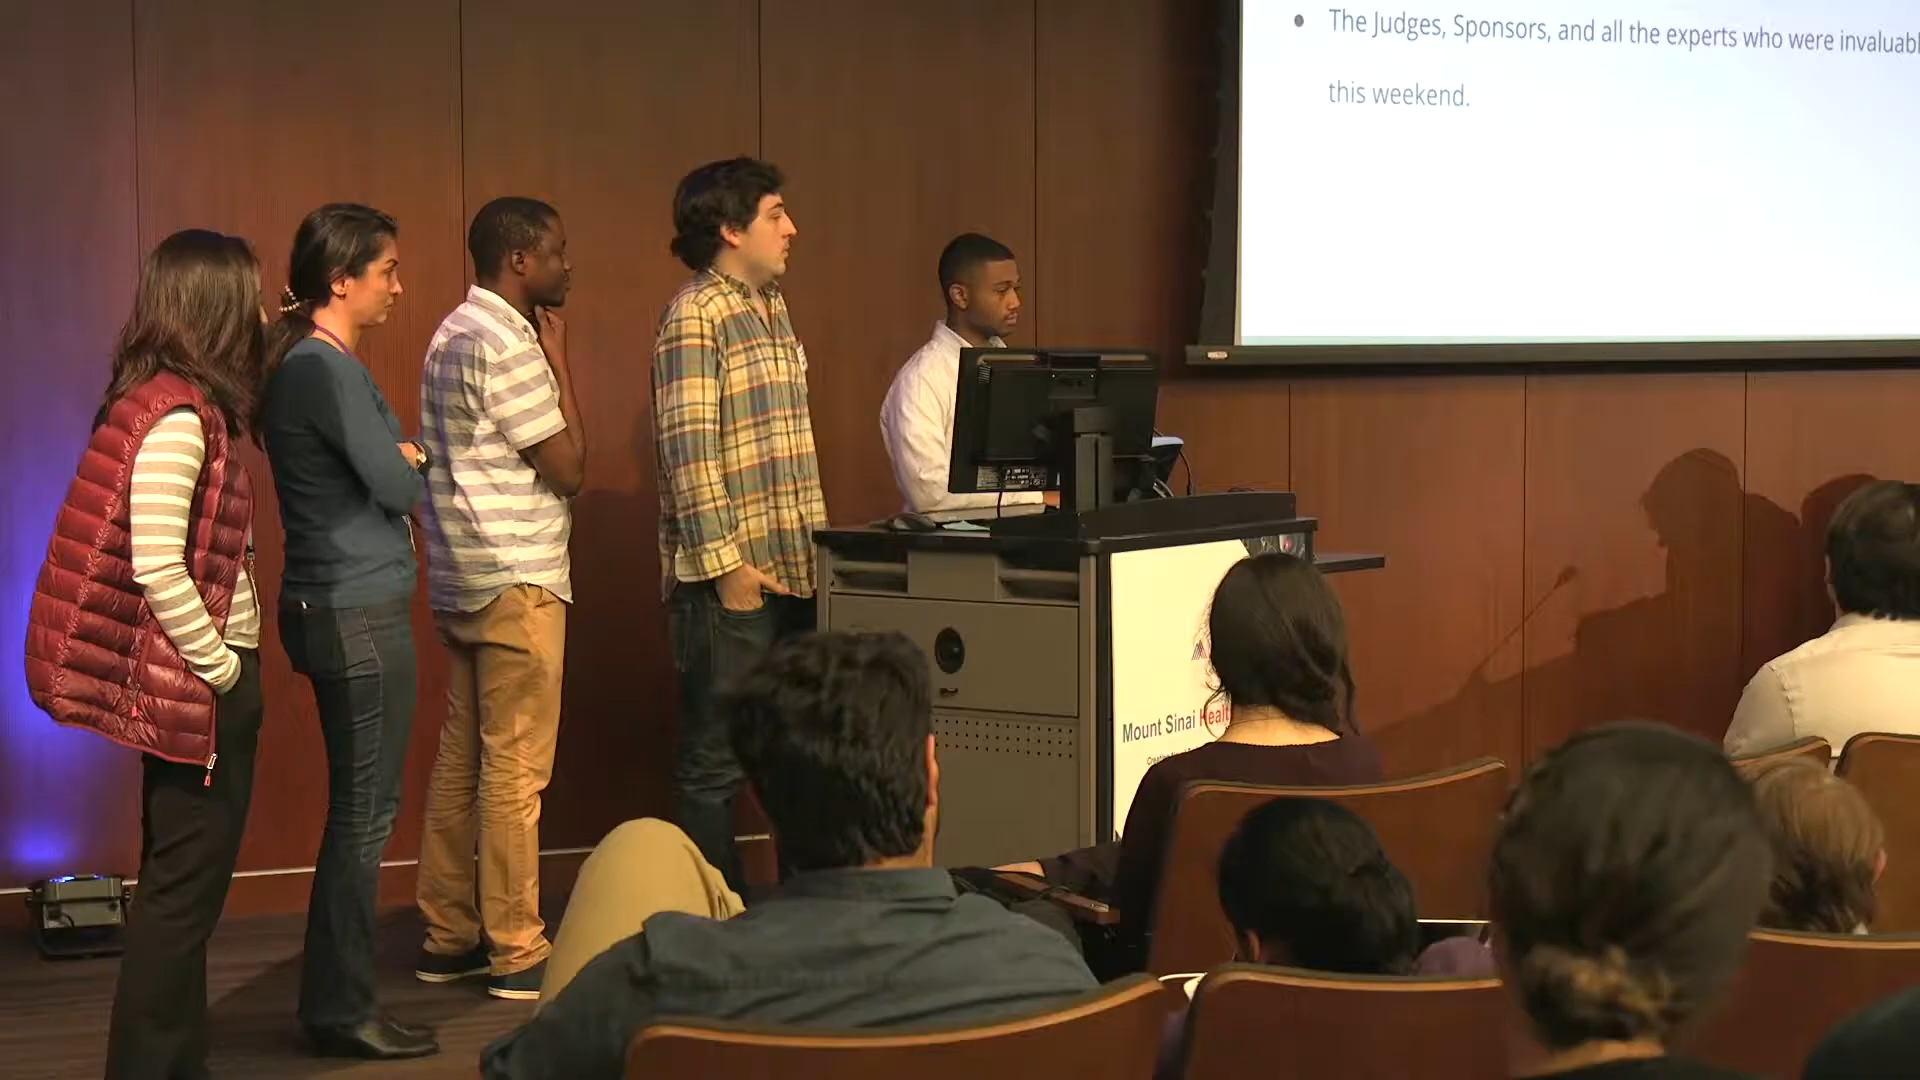 The Judges, Sponsors, and all the experts who were invaluabl
this weekend.
Mount Sinai Healt